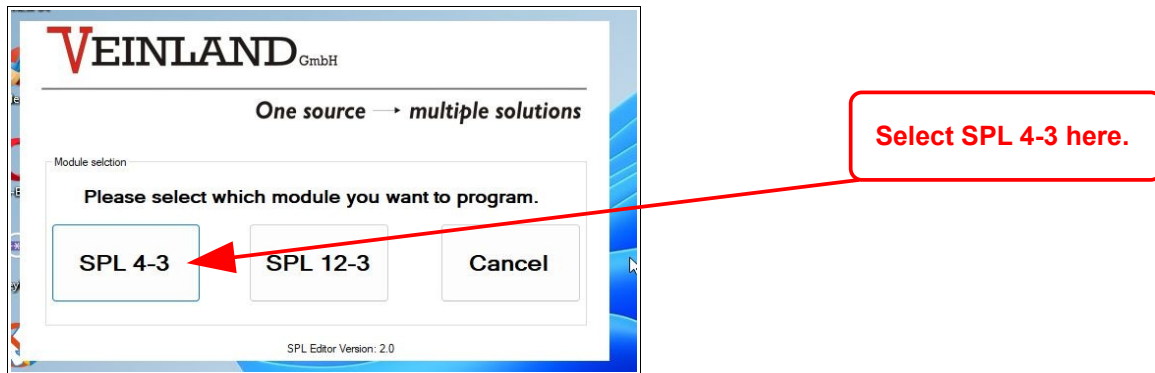 VEINLAND GmbH
One source → multiple solutions
Module selction
Please select which module you want to program.
SPL 4-3
SPL 12-3
Cancel
SPL Editor Version: 2.0
Select SPL 4-3 here.